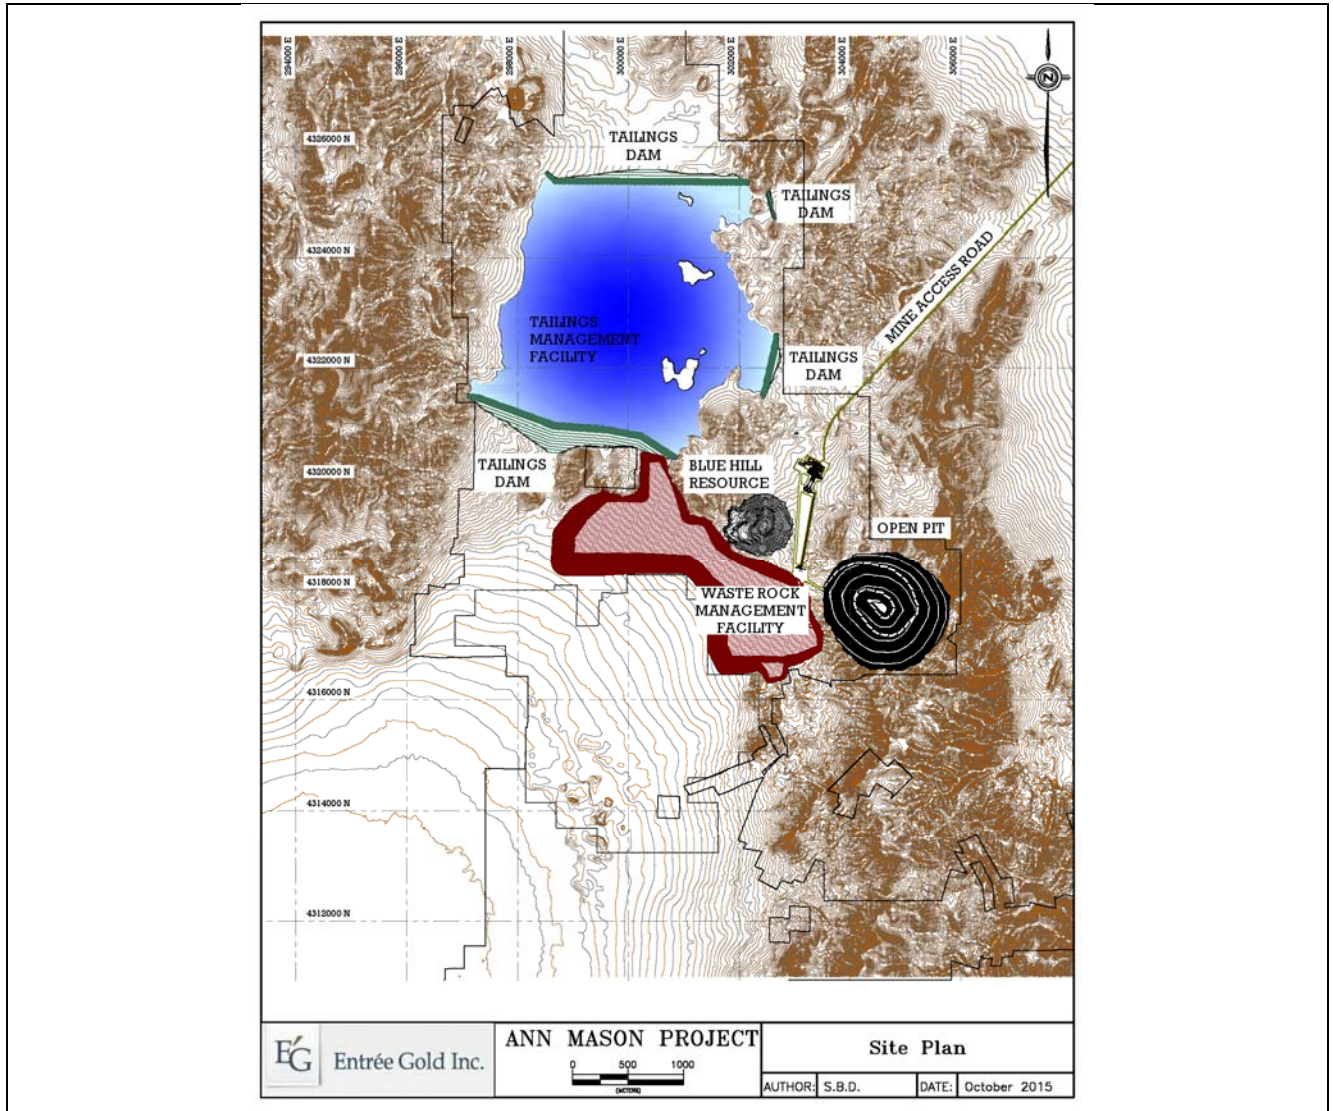 294000 E
296000 E
298000 E
300000 E
302000 E
304000 E
306000 E
N
4326000 N
TAILINGS
DAM
TAILINGS
DAM
4324000 N
MINE ACCESS ROAD
TAILINGS
MANAGEMENT
FACILITY
4322000 N
TAILINGS
DAM
4320000 N
TAILINGS
DAM
BLUE HILL
RESOURCE
OPEN PIT
4318000 N
WASTE ROCK
MANAGEMENT
FACILITY
4316000 N
4314000 N
4312000 N
EG
Entrée Gold Inc.
ANN MASON PROJECT
0 500 1000
(METERS)
Site Plan
AUTHOR: S.B.D.
DATE: October 2015